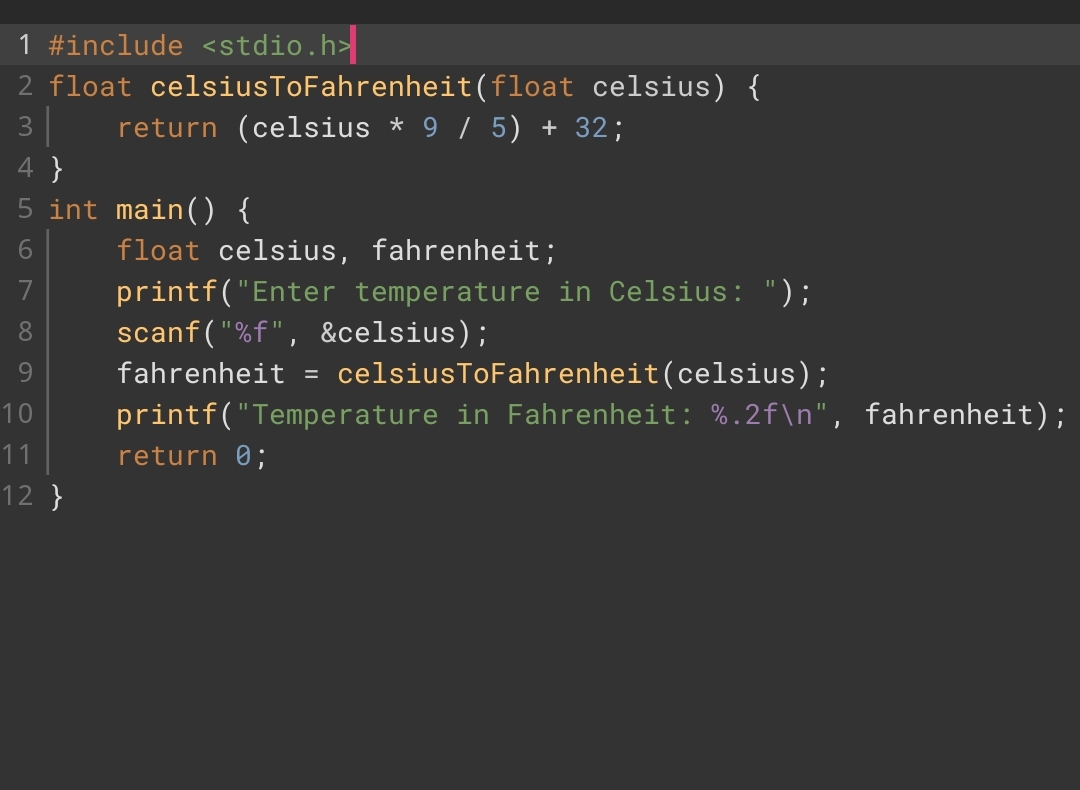 1 #include <stdio.h>
2 float celsiusToFahrenheit(float celsius) {
3     return (celsius * 9 / 5) + 32;
4 }
5 int main() {
6     float celsius, fahrenheit;
7     printf("Enter temperature in Celsius: ");
8     scanf("%f", &celsius);
9     fahrenheit = celsiusToFahrenheit(celsius);
10     printf("Temperature in Fahrenheit: %.2f\n", fahrenheit);
11     return 0;
12 }